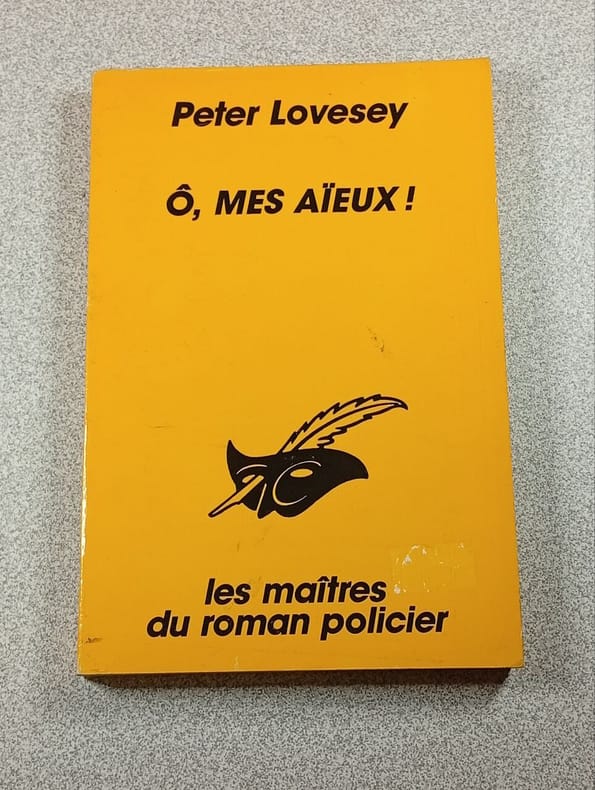 Peter Lovesey
Ô, MES AÏEUX !
les maîtres
du roman policier